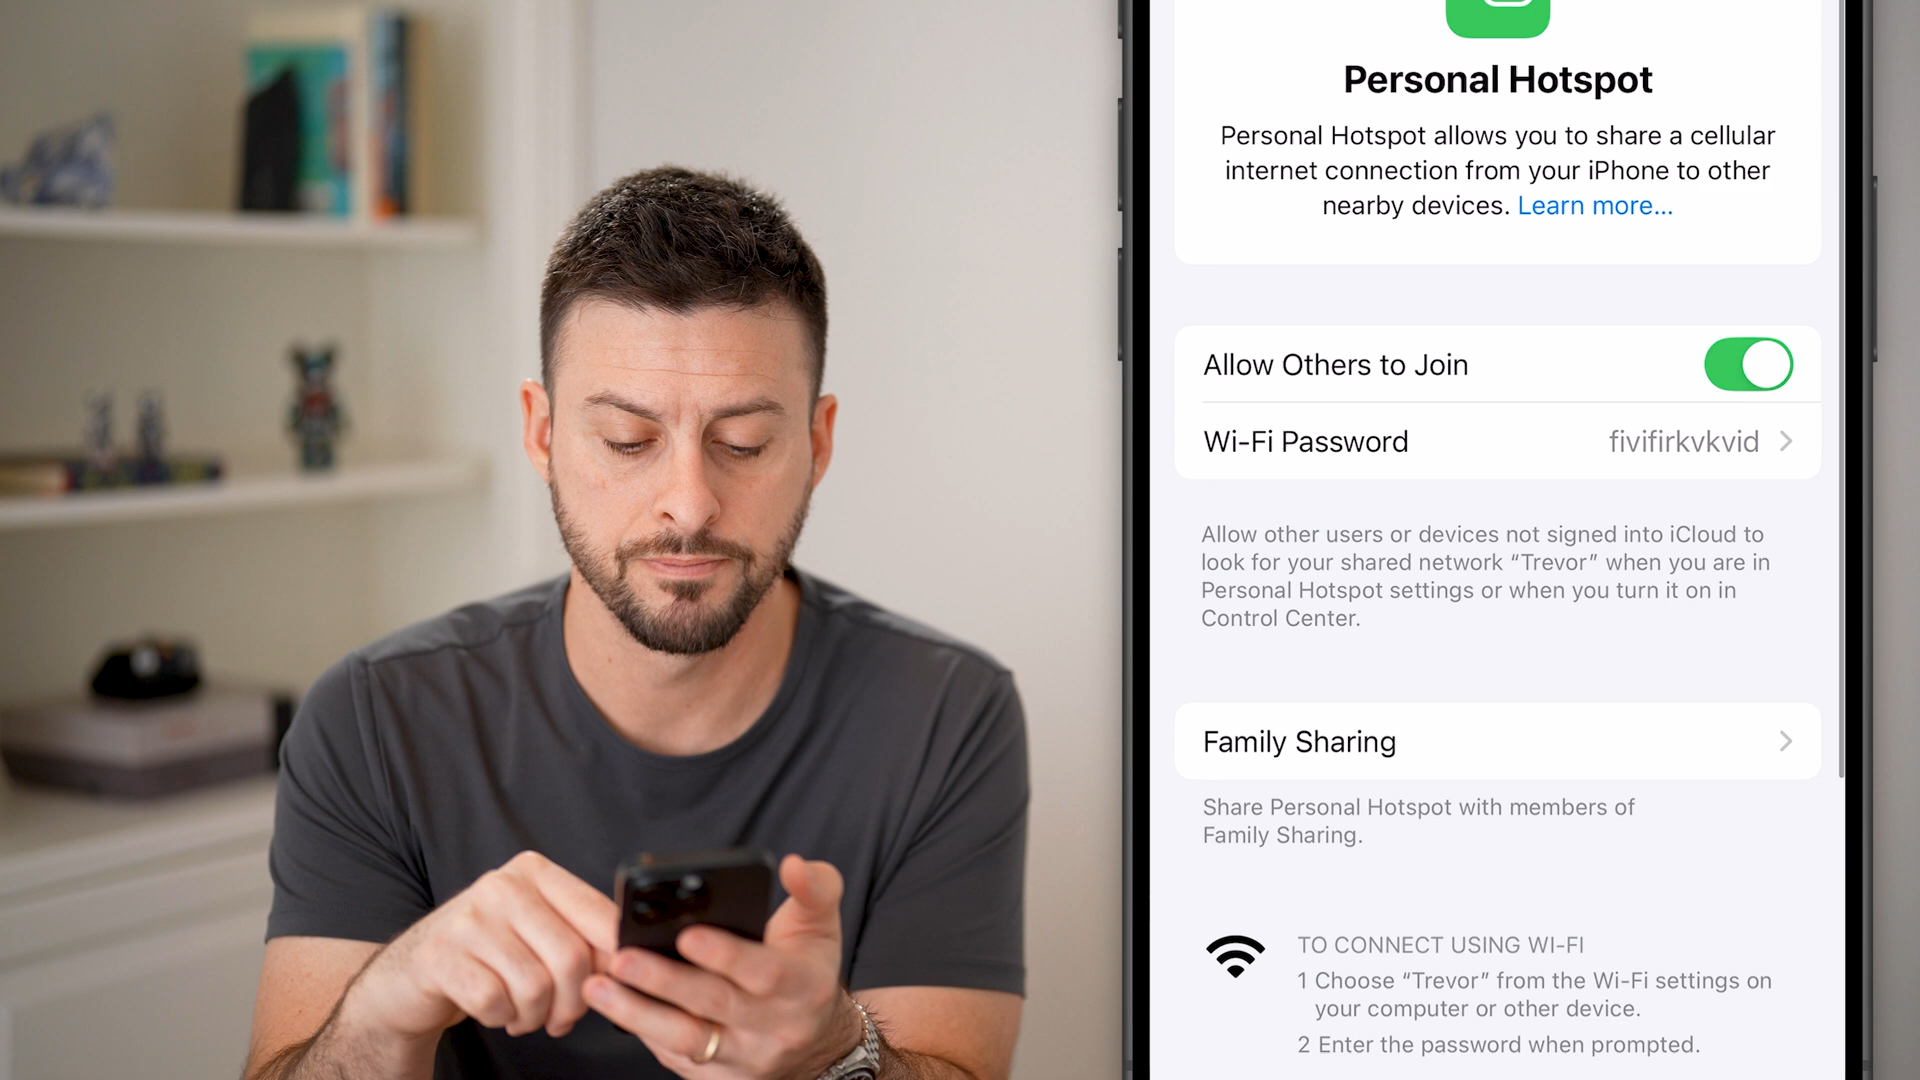 Personal Hotspot
Personal Hotspot allows you to share a cellular
internet connection from your iPhone to other
nearby devices. Learn more...
Allow Others to Join
Wi-Fi Password fivifirkvkvid
Allow other users or devices not signed into iCloud to
look for your shared network “Trevor” when you are in
Personal Hotspot settings or when you turn it on in
Control Center.
Family Sharing
Share Personal Hotspot with members of
Family Sharing.
TO CONNECT USING WI-FI
1 Choose “Trevor” from the Wi-Fi settings on
your computer or other device.
2 Enter the password when prompted.